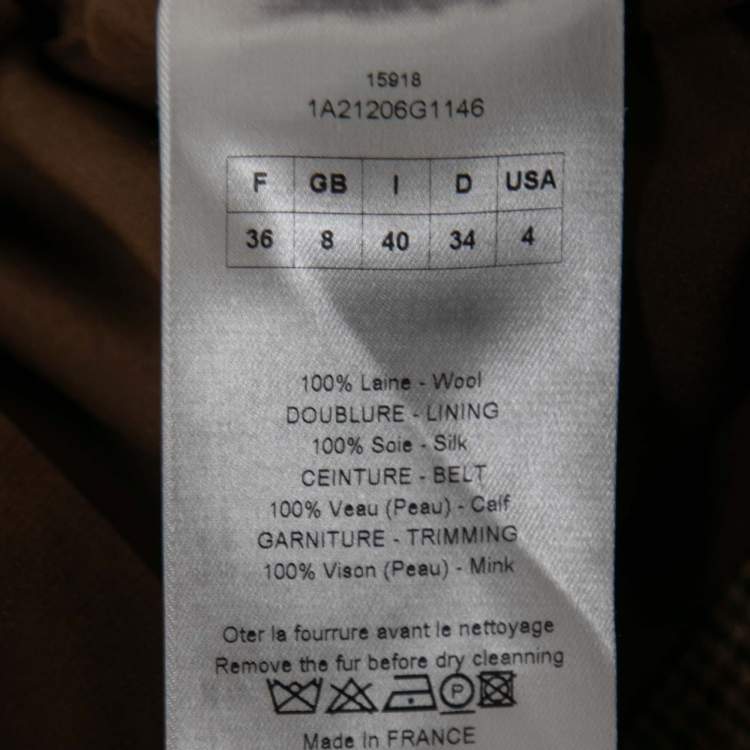 15918
1A21206G1146
F GB I D USA
36 8 40 34 4
100% Laine - Wool
DOUBLURE - LINING
100% Soie - Silk
CEINTURE - BELT
100% Veau (Peau) - Calf
GARNITURE - TRIMMING
100% Vison (Peau) - Mink
Oter la fourrure avant le nettoyage
Remove the fur before dry cleanning
P
Made In FRANCE